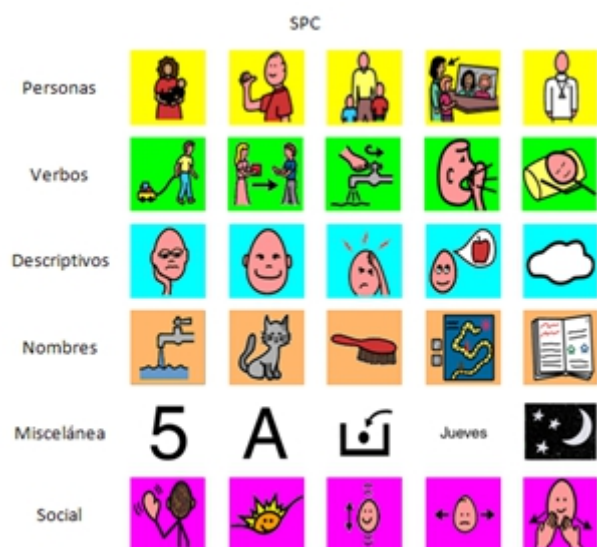 SPC
Personas
Verbos
Descriptivos
Nombres
Miscelánea
5 A Jueves
Social